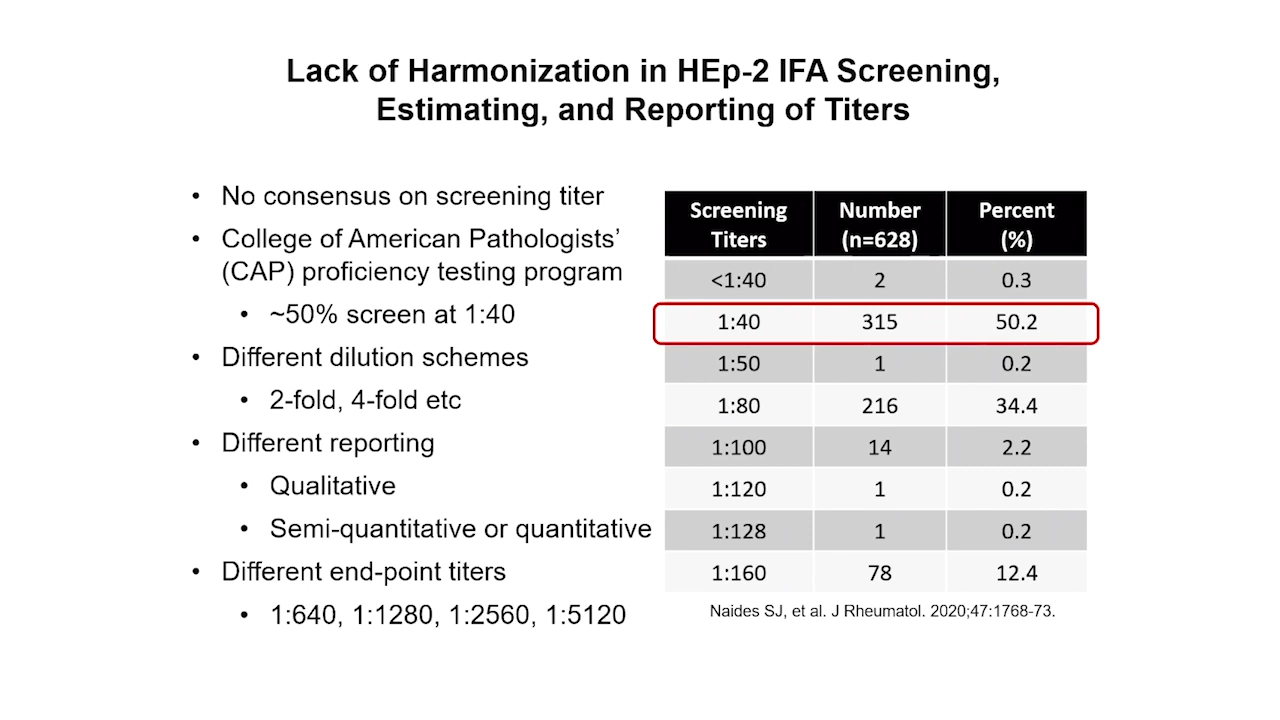 Lack of Harmonization in HEp-2 IFA Screening,
Estimating, and Reporting of Titers
• No consensus on screening titer
• College of American Pathologists’
(CAP) proficiency testing program
• ~50% screen at 1:40
• Different dilution schemes
• 2-fold, 4-fold etc
• Different reporting
• Qualitative
• Semi-quantitative or quantitative
• Different end-point titers
• 1:640, 1:1280, 1:2560, 1:5120
Screening Number Percent
Titers (n=628) (%)
<1:40 2 0.3
1:40 315 50.2
1:50 1 0.2
1:80 216 34.4
1:100 14 2.2
1:120 1 0.2
1:128 1 0.2
1:160 78 12.4
Naides SJ, et al. J Rheumatol. 2020;47:1768-73.